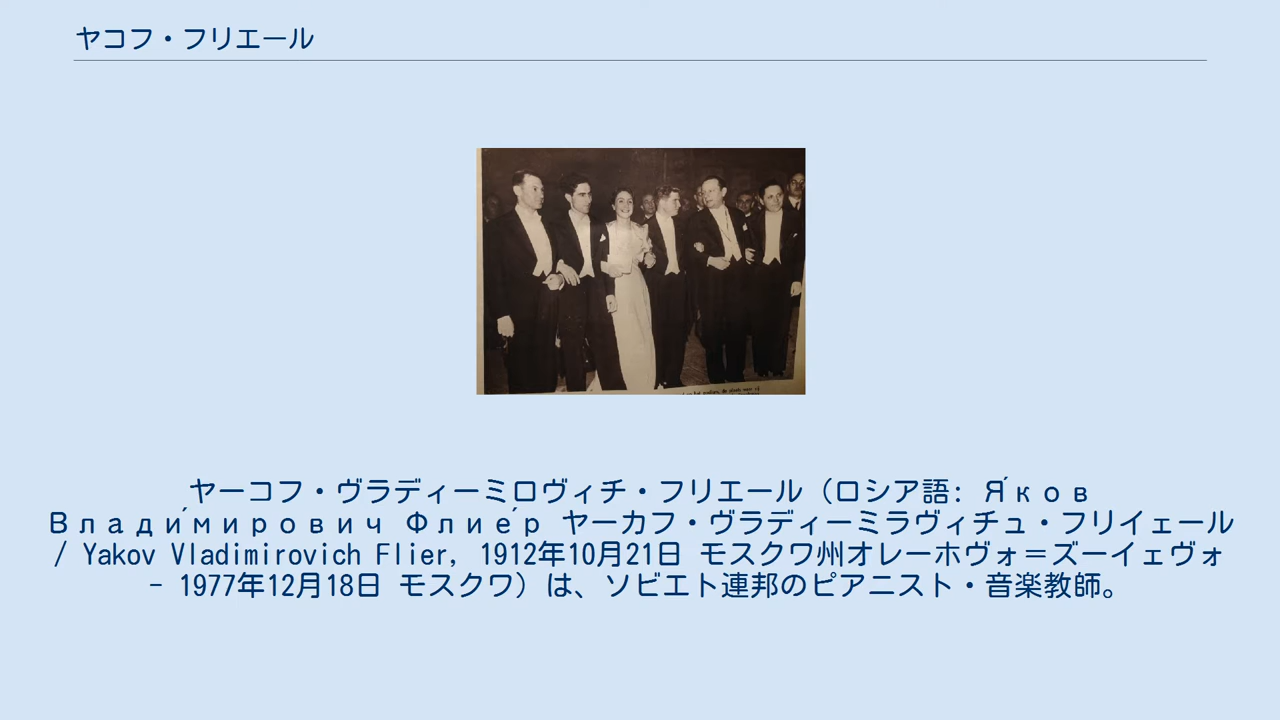 ヤコフ・フリエール
ヤーコフ・ヴラディーミロヴィチ・フリエール（ロシア語: Я́ков
Влади́мирович Флие́р ヤーカフ・ヴラディーミラヴィチュ・フリイェール
/ Yakov Vladimirovich Flier, 1912年10月21日 モスクワ州オレーホヴォ＝ズーイェヴォ
– 1977年12月18日 モスクワ）は、ソビエト連邦のピアニスト・音楽教師。